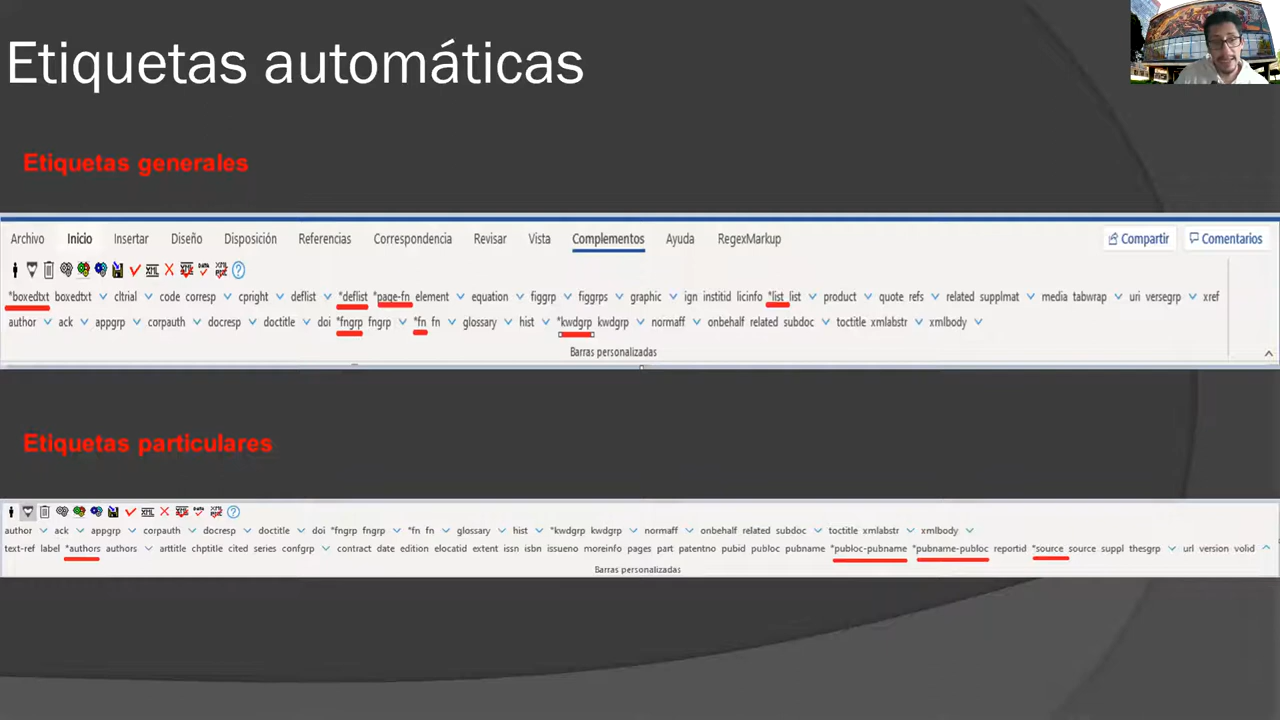 Etiquetas automáticas
Etiquetas generales
Archivo Inicio Insertar Diseño Disposición Referencias Correspondencia Revisar Vista Complementos Ayuda RegexMarkup Compartir Comentarios
*boxedtxt boxedtxt cltrial code corresp cpright deflist *deflist *page-fn element equation figgrp figgrps graphic ign institid licinfo *list list product quote refs related supplmat media tabwrap uri versegrp xref
author ack appgrp corpauth docresp doctitle doi *fngrp fngrp *fn fn glossary hist *kwdgrp kwdgrp normaff onbehalf related subdoc toctitle xmlabstr xmlbody
Barras personalizadas
Etiquetas particulares
author ack appgrp corpauth docresp doctitle doi *fngrp fngrp *fn fn glossary hist *kwdgrp kwdgrp normaff onbehalf related subdoc toctitle xmlabstr xmlbody
text-ref label *authors authors arttitle chptitle cited series confgrp contract date edition elocatid extent issn isbn issueno moreinfo pages part patentno pubid publoc pubname *publoc-pubname *pubname-publoc reportid *source source suppl thesgrp url version volid
Barras personalizadas